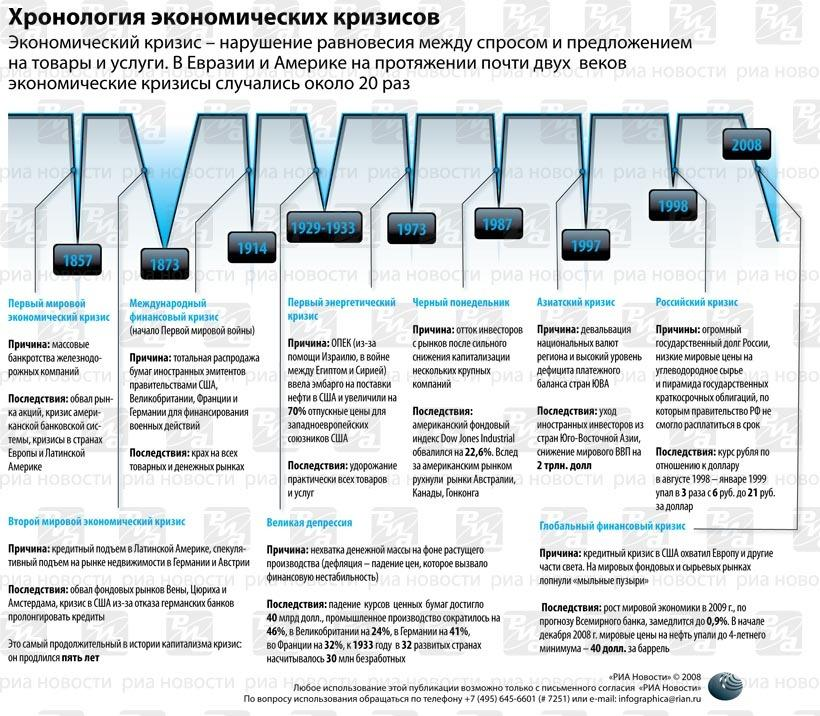 Хронология экономических кризисов
Экономический кризис – нарушение равновесия между спросом и предложением
на товары и услуги. В Евразии и Америке на протяжении почти двух веков
экономические кризисы случались около 20 раз
1857
1873
1914
1929-1933
1973
1987
1997
1998
2008
Первый мировой
экономический кризис
Причина: массовые
банкротства железнодо-
рожных компаний
Последствия: обвал рын-
ка акций, кризис амери-
канской банковской сис-
темы, кризисы в странах
Европы и Латинской
Америке
Международный
финансовый кризис
(начало Первой мировой войны)
Причина: тотальная распродажа
бумаг иностранных эмитентов
правительствами США,
Великобритании, Франции и
Германии для финансирования
военных действий
Последствия: крах на всех
товарных и денежных рынках
Первый энергетический
кризис
Причина: ОПЕК (из-за
помощи Израилю, в войне
между Египтом и Сирией)
ввела эмбарго на поставки
нефти в США и увеличили на
70% отпускные цены для
западноевропейских
союзников США
Последствия: удорожание
практически всех товаров
и услуг
Черный понедельник
Причина: отток инвесторов
с рынков после сильного
снижения капитализации
нескольких крупных
компаний
Последствия:
американский фондовый
индекс Dow Jones Industrial
обвалился на 22,6%. Вслед
за американским рынком
рухнули рынки Австралии,
Канады, Гонконга
Азиатский кризис
Причина: девальвация
национальных валют
региона и высокий уровень
дефицита платежного
баланса стран ЮВА
Последствия: уход
иностранных инвесторов из
стран Юго-Восточной Азии,
снижение мирового ВВП на
2 трлн. долл
Российский кризис
Причины: огромный
государственный долг России,
низкие мировые цены на
углеводородное сырье
и пирамида государственных
краткосрочных облигаций, по
которым правительство РФ не
смогло расплатиться в срок
Последствия: курс рубля по
отношению к доллару
в августе 1998 – январе 1999
упал в 3 раза с 6 руб. до 21 руб.
за доллар
Второй мировой экономический кризис
Причина: кредитный подъем в Латинской Америке, спекуля-
тивный подъем на рынке недвижимости в Германии и Австрии
Последствия: обвал фондовых рынков Вены, Цюриха и
Амстердама, кризис в США из-за отказа германских банков
пролонгировать кредиты
Это самый продолжительный в истории капитализма кризис:
он продлился пять лет
Великая депрессия
Причина: нехватка денежной массы на фоне растущего
производства (дефляция – падение цен, которое вызвало
финансовую нестабильность)
Последствия: падение курсов ценных бумаг достигло
40 млрд долл., промышленное производство сократилось на
46%, в Великобритании на 24%, в Германии на 41%,
во Франции на 32%, к 1933 году в 32 развитых странах
насчитывалось 30 млн безработных
Глобальный финансовый кризис
Причина: кредитный кризис в США охватил Европу и другие
части света. На мировых фондовых и сырьевых рынках
лопнули «мыльные пузыри»
Последствия: рост мировой экономики в 2009 г., по
прогнозу Всемирного банка, замедлится до 0,9%. В начале
декабря 2008 г. мировые цены на нефть упали до 4-летнего
минимума – 40 долл. за баррель
«РИА Новости» © 2008
Любое использование этой публикации возможно только с письменного согласия «РИА Новости»
По вопросу использования обращаться по телефону +7 (495) 645-6601 (# 7251) или e-mail: infographica@rian.ru